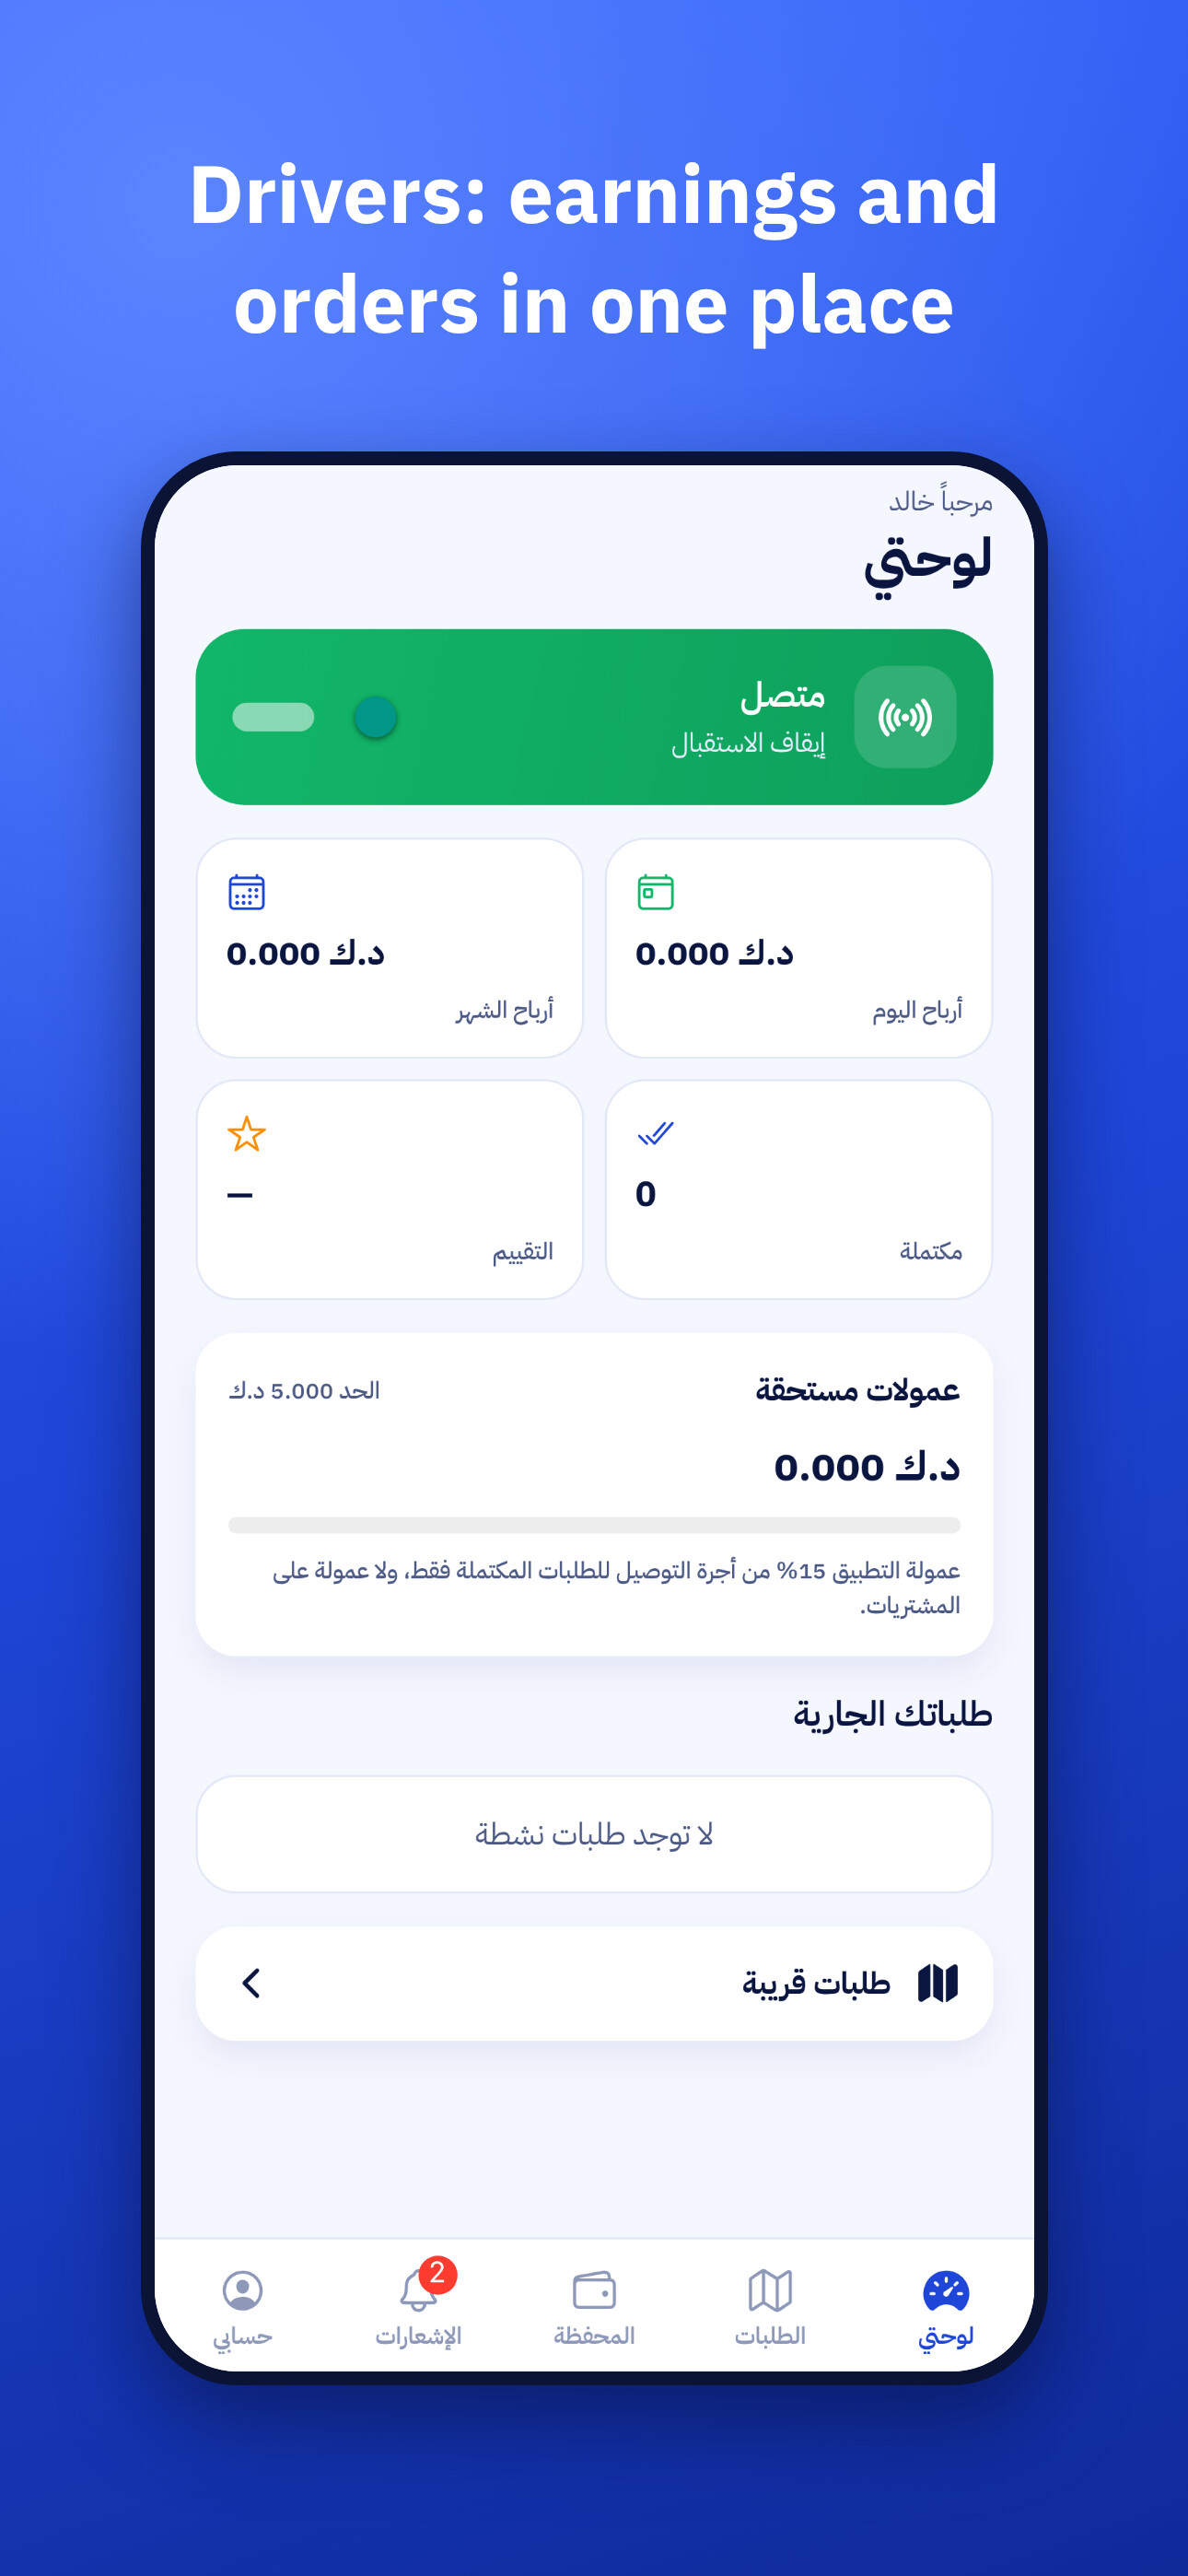 Drivers: earnings and
orders in one place
مرحباً خالد
لوحتي
متصل
إيقاف الاستقبال
د.ك 0.000
أرباح اليوم
د.ك 0.000
أرباح الشهر
0
مكتملة
—
التقييم
عمولات مستحقة
الحد 5.000 د.ك
د.ك 0.000
عمولة التطبيق 15% من أجرة التوصيل للطلبات المكتملة فقط، ولا عمولة على
المشتريات.
طلباتك الجارية
لا توجد طلبات نشطة
طلبات قريبة
لوحتي
الطلبات
المحفظة
2
الإشعارات
حسابي